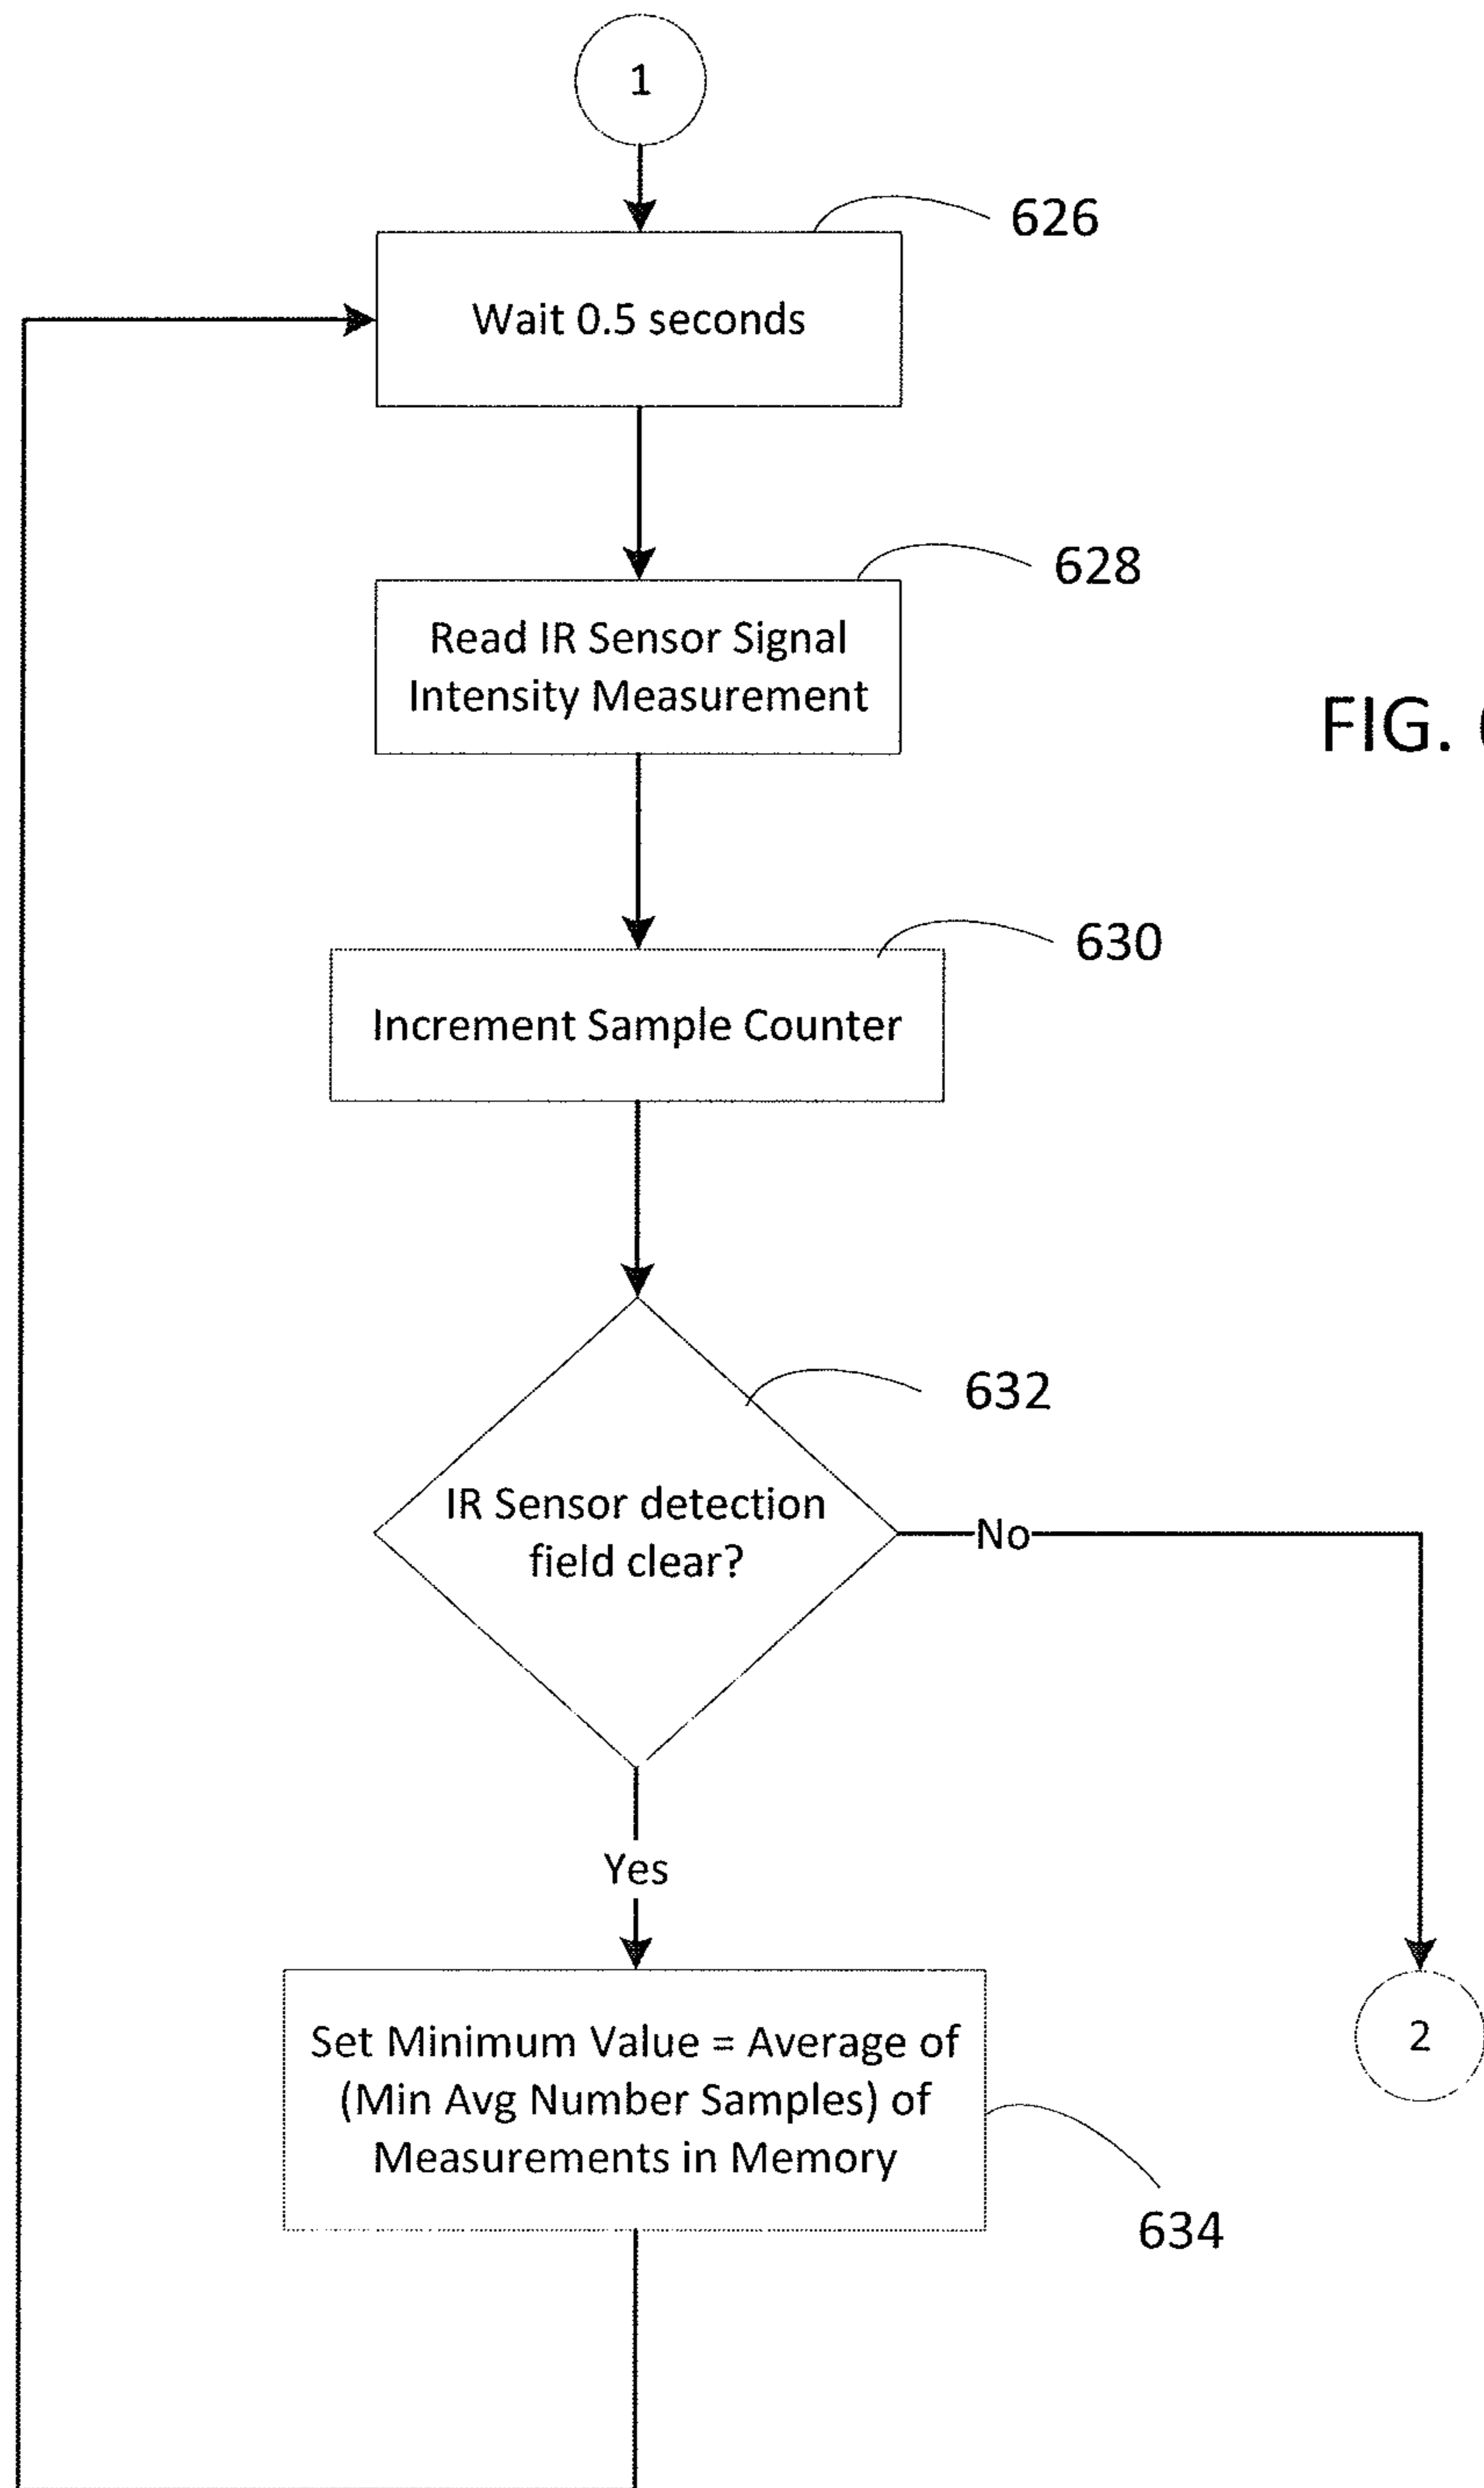 1
626
Wait 0.5 seconds
628
Read IR Sensor Signal
Intensity Measurement
FIG.
630
Increment Sample Counter
632
IR Sensor detection
field clear?
No
Yes
Set Minimum Value = Average of
(Min Avg Number Samples) of
Measurements in Memory
2
634